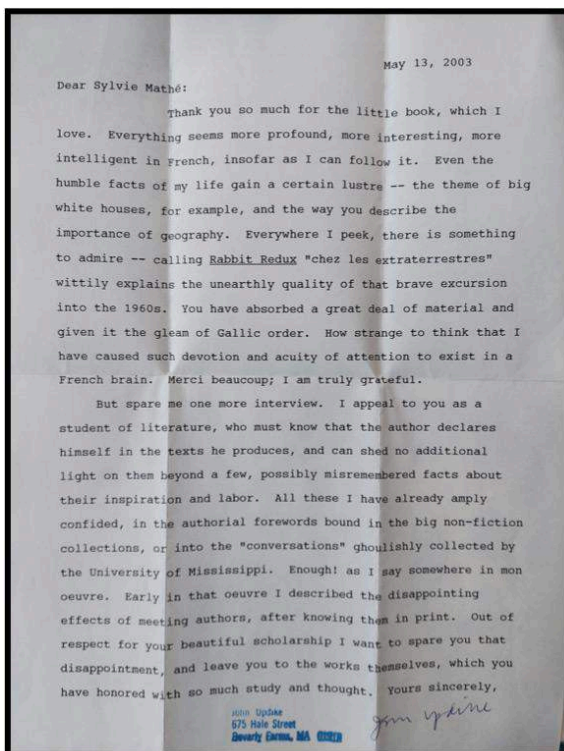 May 13, 2003
Dear Sylvie Mathé:
Thank you so much for the little book, which I
love. Everything seems more profound, more interesting, more
intelligent in French, insofar as I can follow it. Even the
humble facts of my life gain a certain lustre -- the theme of big
white houses, for example, and the way you describe the
importance of geography. Everywhere I peek, there is something
to admire -- calling Rabbit Redux "chez les extraterrestres"
wittily explains the unearthly quality of that brave excursion
into the 1960s. You have absorbed a great deal of material and
given it the gleam of Gallic order. How strange to think that I
have caused such devotion and acuity of attention to exist in a
French brain. Merci beaucoup; I am truly grateful.
But spare me one more interview. I appeal to you as a
student of literature, who must know that the author declares
himself in the texts he produces, and can shed no additional
light on them beyond a few, possibly misremembered facts about
their inspiration and labor. All these I have already amply
confided, in the authorial forewords bound in the big non-fiction
collections, or into the "conversations" ghoulishly collected by
the University of Mississippi. Enough! as I say somewhere in mon
oeuvre. Early in that oeuvre I described the disappointing
effects of meeting authors, after knowing them in print. Out of
respect for your beautiful scholarship I want to spare you that
disappointment, and leave you to the works themselves, which you
have honored with so much study and thought. Yours sincerely,
John Updike
John Updike
675 Hale Street
Beverly Farms, MA 01915